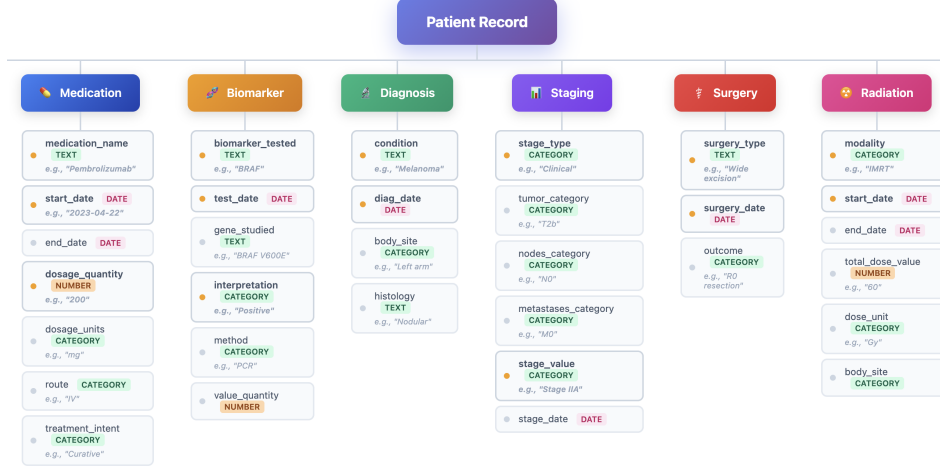 Patient Record
Medication
Biomarker
Diagnosis
Staging
Surgery
Radiation
medication_name
TEXT
e.g., "Pembrolizumab"
start_date DATE
e.g., "2023-04-22"
end_date DATE
dosage_quantity
NUMBER
e.g., "200"
dosage_units
CATEGORY
e.g., "mg"
route CATEGORY
e.g., "IV"
treatment_intent
CATEGORY
e.g., "Curative"
biomarker_tested
TEXT
e.g., "BRAF"
test_date DATE
gene_studied
TEXT
e.g., "BRAF V600E"
interpretation
CATEGORY
e.g., "Positive"
method
CATEGORY
e.g., "PCR"
value_quantity
NUMBER
condition
TEXT
e.g., "Melanoma"
diag_date
DATE
body_site
CATEGORY
e.g., "Left arm"
histology
TEXT
e.g., "Nodular"
stage_type
CATEGORY
e.g., "Clinical"
tumor_category
CATEGORY
e.g., "T2b"
nodes_category
CATEGORY
e.g., "N0"
metastases_category
CATEGORY
e.g., "M0"
stage_value
CATEGORY
e.g., "Stage IIA"
stage_date DATE
surgery_type
TEXT
e.g., "Wide
excision"
surgery_date
DATE
outcome
CATEGORY
e.g., "R0
resection"
modality
CATEGORY
e.g., "IMRT"
start_date DATE
end_date DATE
total_dose_value
NUMBER
e.g., "60"
dose_unit
CATEGORY
e.g., "Gy"
body_site
CATEGORY